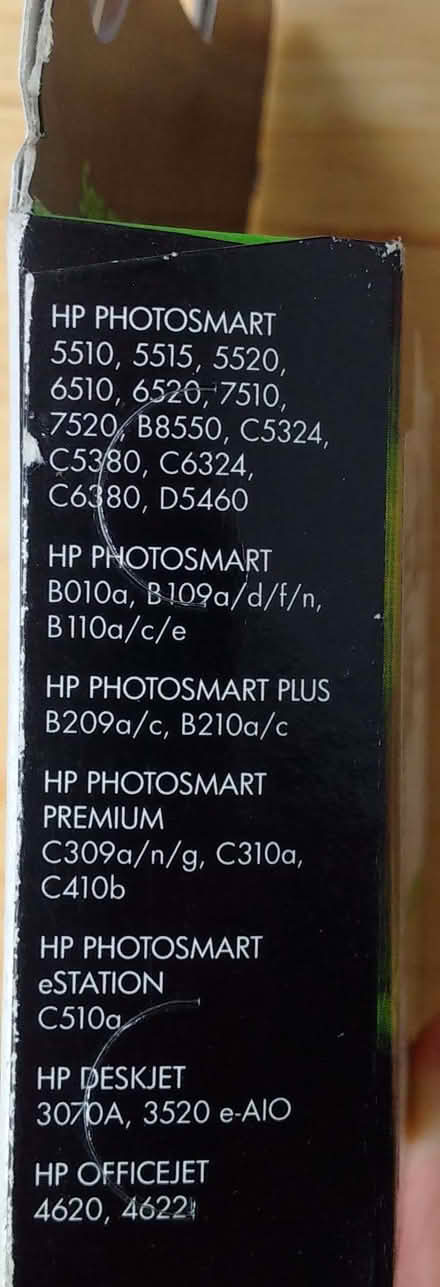 HP PHOTOSMART
5510, 5515, 5520,
6510, 6520, 7510,
7520, B8550, C5324,
C5380, C6324,
C6380, D5460
HP PHOTOSMART
B010a, B109a/d/f/n,
B110a/c/e
HP PHOTOSMART PLUS
B209a/c, B210a/c
HP PHOTOSMART
PREMIUM
C309a/n/g, C310a,
C410b
HP PHOTOSMART
eSTATION
C510a
HP DESKJET
3070A, 3520 e-AIO
HP OFFICEJET
4620, 4622